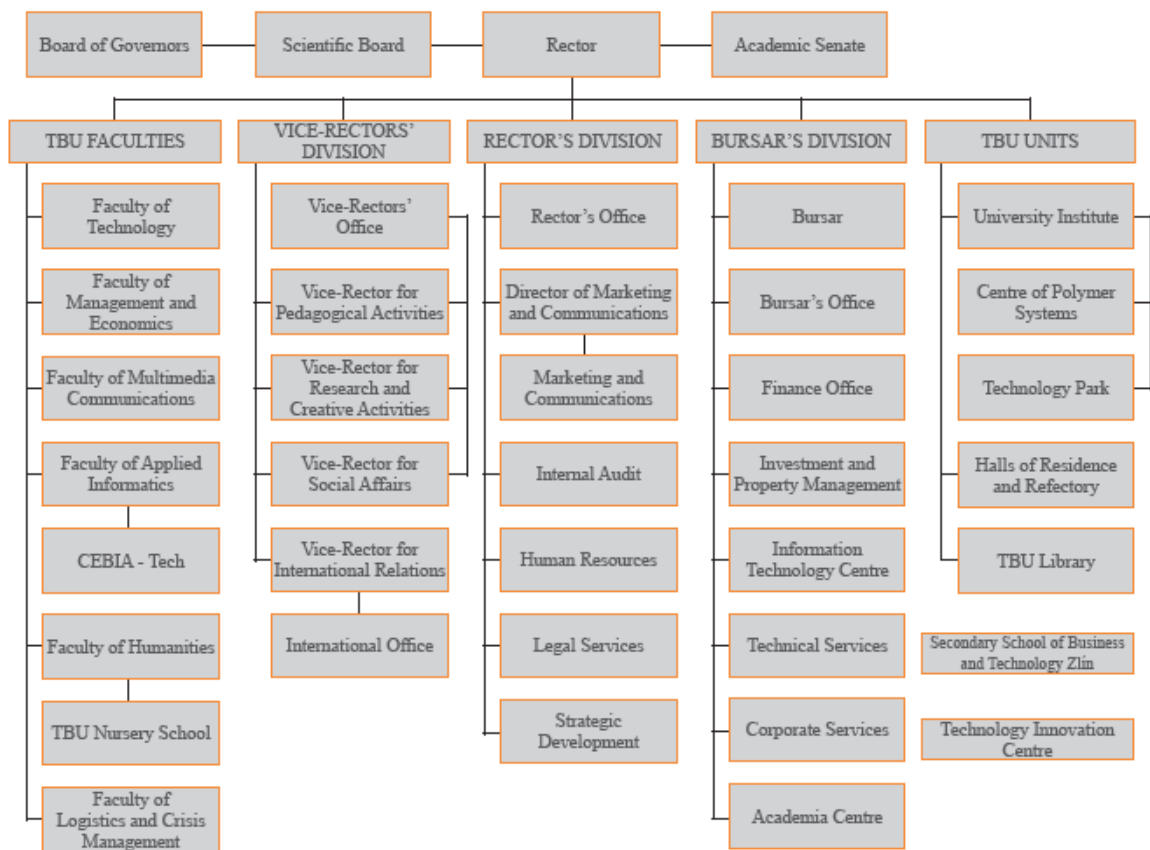 Board of Governors
Scientific Board
Rector
Academic Senate
TBU FACULTIES
VICE-RECTORS'
DIVISION
RECTOR'S DIVISION
BURSAR'S DIVISION
TBU UNITS
Faculty of
Technology
Faculty of
Management and
Economics
Faculty of Multimedia
Communications
Faculty of Applied
Informatics
CEBIA - Tech
Faculty of Humanities
TBU Nursery School
Faculty of
Logistics and Crisis
Management
Vice-Rectors'
Office
Vice-Rector for
Pedagogical Activities
Vice-Rector for
Research and
Creative Activities
Vice-Rector for
Social Affairs
Vice-Rector for
International Relations
International Office
Rector's Office
Director of Marketing
and Communications
Marketing and
Communications
Internal Audit
Human Resources
Legal Services
Strategic
Development
Bursar
Bursar's Office
Finance Office
Investment and
Property Management
Information
Technology Centre
Technical Services
Corporate Services
Academia Centre
University Institute
Centre of Polymer
Systems
Technology Park
Halls of Residence
and Refectory
TBU Library
Secondary School of Business
and Technology Zlín
Technology Innovation
Centre